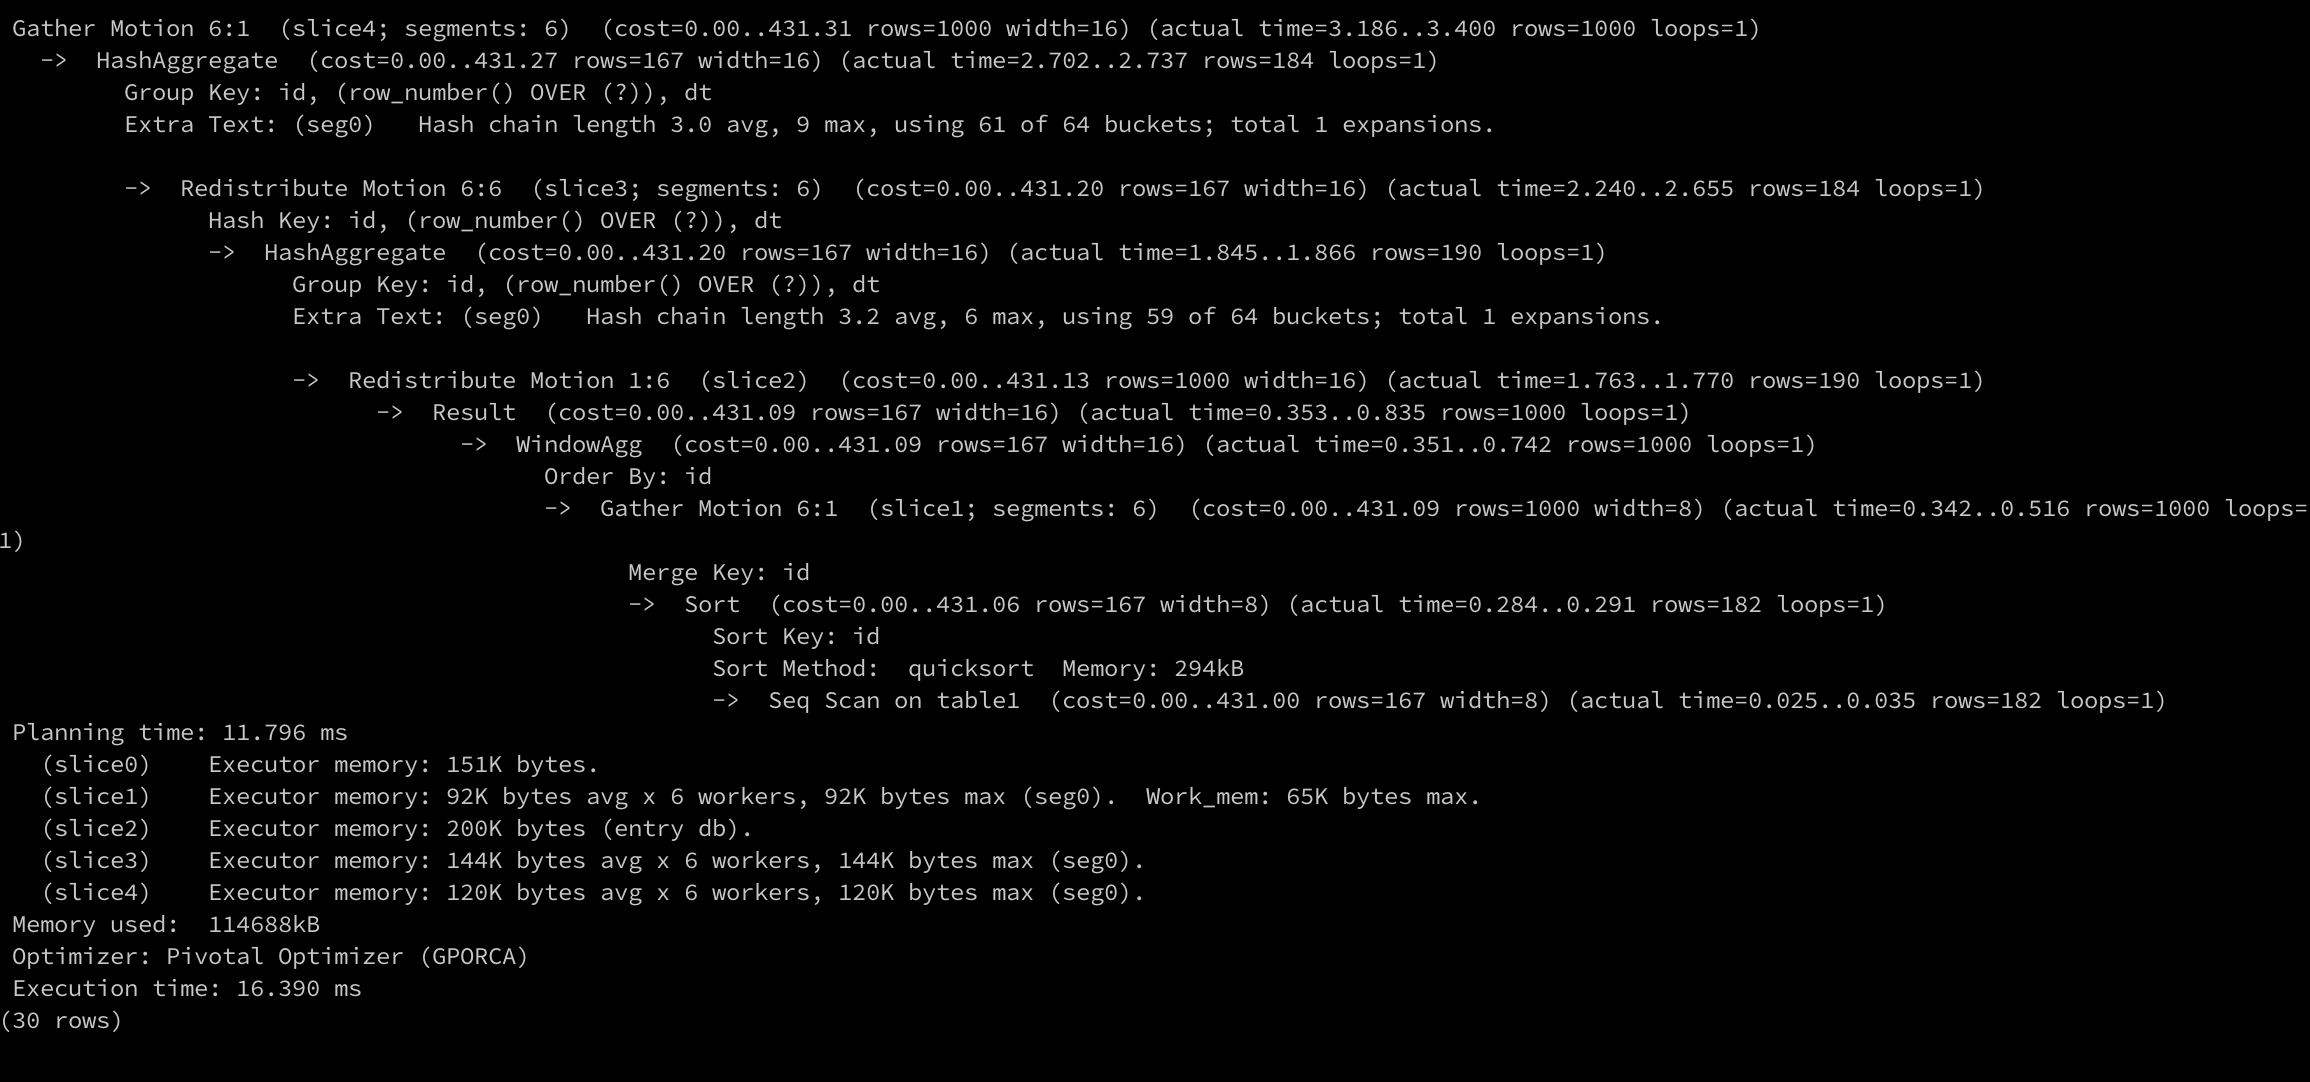 Gather Motion 6:1  (slice4; segments: 6)  (cost=0.00..431.31 rows=1000 width=16) (actual time=3.186..3.400 rows=1000 loops=1)
  ->  HashAggregate  (cost=0.00..431.27 rows=167 width=16) (actual time=2.702..2.737 rows=184 loops=1)
        Group Key: id, (row_number() OVER (?)), dt
        Extra Text: (seg0)   Hash chain length 3.0 avg, 9 max, using 61 of 64 buckets; total 1 expansions.

        ->  Redistribute Motion 6:6  (slice3; segments: 6)  (cost=0.00..431.20 rows=167 width=16) (actual time=2.240..2.655 rows=184 loops=1)
              Hash Key: id, (row_number() OVER (?)), dt
              ->  HashAggregate  (cost=0.00..431.20 rows=167 width=16) (actual time=1.845..1.866 rows=190 loops=1)
                    Group Key: id, (row_number() OVER (?)), dt
                    Extra Text: (seg0)   Hash chain length 3.2 avg, 6 max, using 59 of 64 buckets; total 1 expansions.

                    ->  Redistribute Motion 1:6  (slice2)  (cost=0.00..431.13 rows=1000 width=16) (actual time=1.763..1.770 rows=190 loops=1)
                          ->  Result  (cost=0.00..431.09 rows=167 width=16) (actual time=0.353..0.835 rows=1000 loops=1)
                                ->  WindowAgg  (cost=0.00..431.09 rows=167 width=16) (actual time=0.351..0.742 rows=1000 loops=1)
                                      Order By: id
                                      ->  Gather Motion 6:1  (slice1; segments: 6)  (cost=0.00..431.09 rows=1000 width=8) (actual time=0.342..0.516 rows=1000 loops=
1)
                                            Merge Key: id
                                            ->  Sort  (cost=0.00..431.06 rows=167 width=8) (actual time=0.284..0.291 rows=182 loops=1)
                                                  Sort Key: id
                                                  Sort Method:  quicksort  Memory: 294kB
                                                  ->  Seq Scan on table1  (cost=0.00..431.00 rows=167 width=8) (actual time=0.025..0.035 rows=182 loops=1)
Planning time: 11.796 ms
  (slice0)    Executor memory: 151K bytes.
  (slice1)    Executor memory: 92K bytes avg x 6 workers, 92K bytes max (seg0).  Work_mem: 65K bytes max.
  (slice2)    Executor memory: 200K bytes (entry db).
  (slice3)    Executor memory: 144K bytes avg x 6 workers, 144K bytes max (seg0).
  (slice4)    Executor memory: 120K bytes avg x 6 workers, 120K bytes max (seg0).
Memory used:  114688kB
Optimizer: Pivotal Optimizer (GPORCA)
Execution time: 16.390 ms
(30 rows)